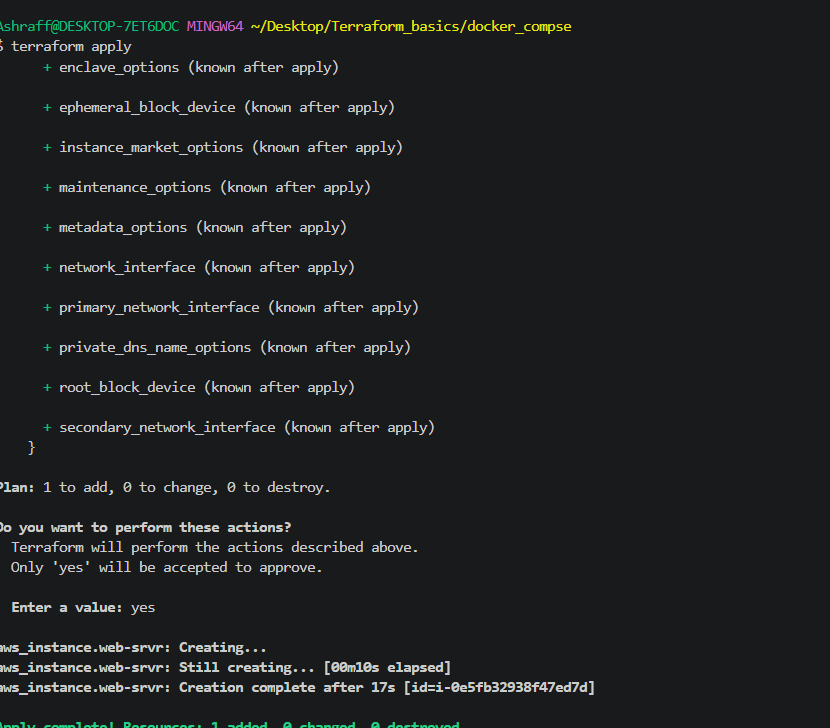 Ashraff@DESKTOP-7ET6DOC MINGW64 ~/Desktop/Terraform_basics/docker_compse
$ terraform apply
+ enclave_options (known after apply)
+ ephemeral_block_device (known after apply)
+ instance_market_options (known after apply)
+ maintenance_options (known after apply)
+ metadata_options (known after apply)
+ network_interface (known after apply)
+ primary_network_interface (known after apply)
+ private_dns_name_options (known after apply)
+ root_block_device (known after apply)
+ secondary_network_interface (known after apply)
}
Plan: 1 to add, 0 to change, 0 to destroy.
Do you want to perform these actions?
Terraform will perform the actions described above.
Only 'yes' will be accepted to approve.
Enter a value: yes
aws_instance.web-srvr: Creating...
aws_instance.web-srvr: Still creating... [00m10s elapsed]
aws_instance.web-srvr: Creation complete after 17s [id=i-0e5fb32938f47ed7d]
Apply complete! Resources: 1 added, 0 changed, 0 destroyed.